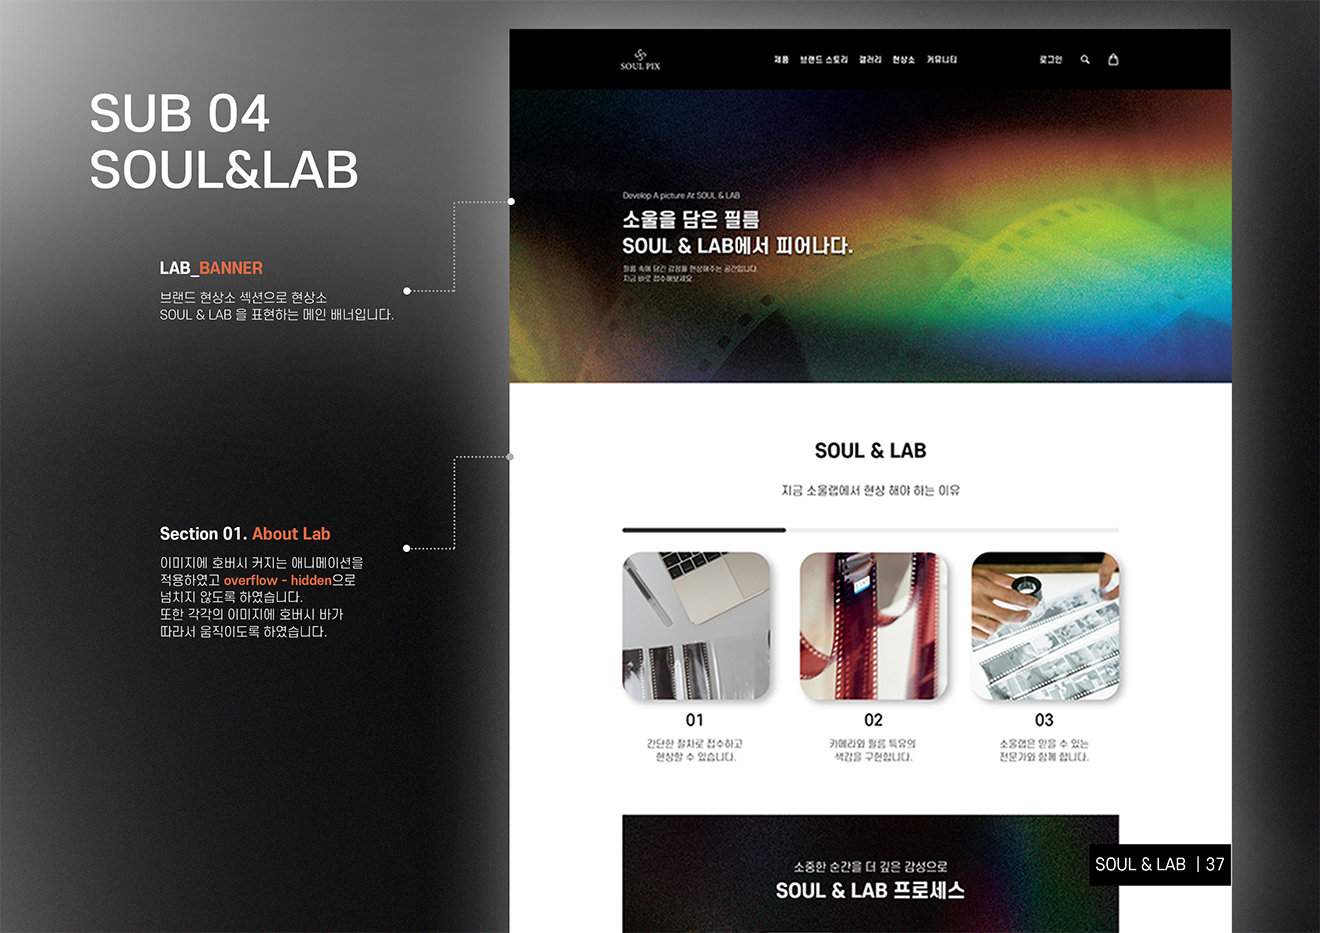 SUB 04
SOUL&LAB
LAB_BANNER
브랜드 현상소 섹션으로 현상소
SOUL & LAB 을 표현하는 메인 배너입니다.
Section 01. About Lab
이미지에 호버시 커지는 애니메이션을
적용하였고 overflow - hidden으로
넘치지 않도록 하였습니다.
또한 각각의 이미지에 호버시 바가
따라서 움직이도록 하였습니다.
SOUL PIX
제품 브랜드 스토리 갤러리 현상소 커뮤니티
로그인
Develop A picture At SOUL & LAB
소울을 담은 필름
SOUL & LAB에서 피어나다.
필름 속에 담긴 감정을 현상해주는 공간입니다.
지금 바로 접수해보세요
SOUL & LAB
지금 소울랩에서 현상 해야 하는 이유
01
간단한 절차로 접수하고
현상할 수 있습니다.
02
카메라와 필름 특유의
색감을 구현합니다.
03
소울랩은 믿을 수 있는
전문가와 함께 합니다.
소중한 순간을 더 깊은 감성으로
SOUL & LAB 프로세스
SOUL & LAB | 37